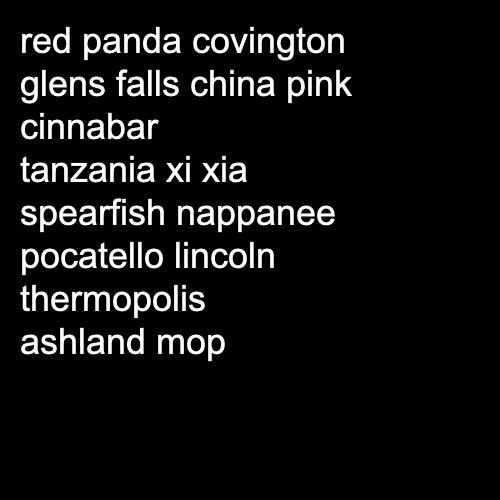 red panda covington
glens falls china pink
cinnabar
tanzania xi xia
spearfish nappanee
pocatello lincoln
thermopolis
ashland mop